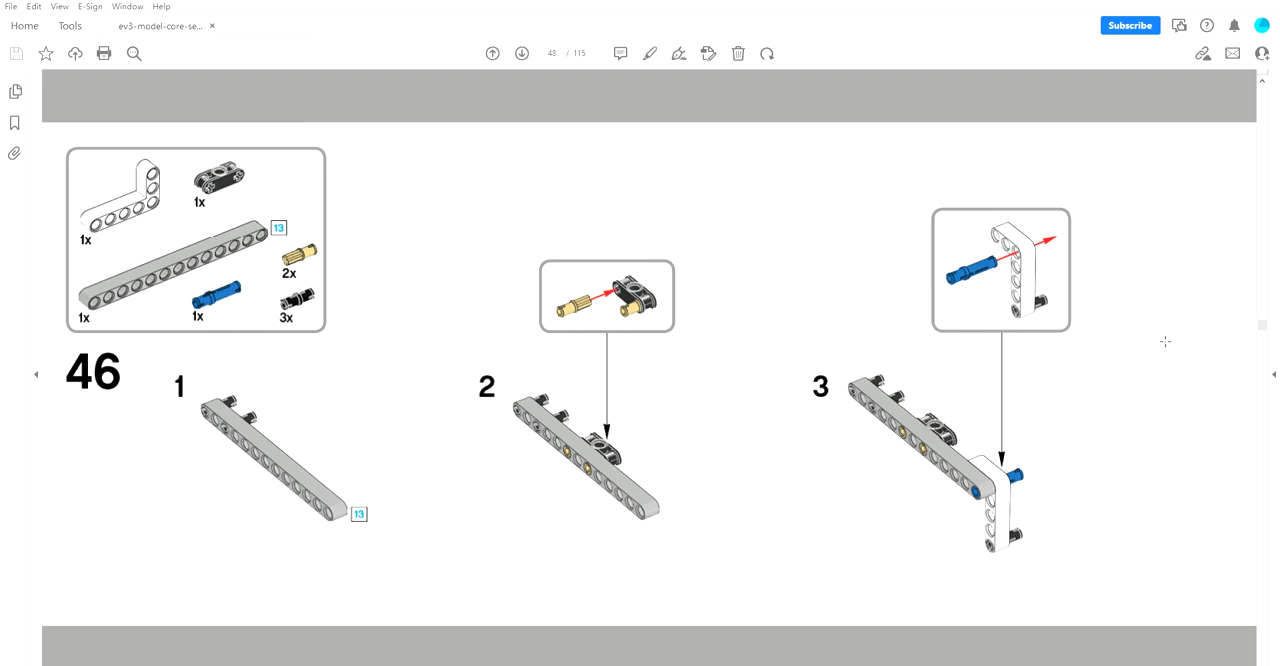 File Edit View E-Sign Window Help
Home Tools ev3-model-core-se... × Subscribe
48 / 115
1x
1x
13
2x
1x
1x
3x
46
1
2
3
13